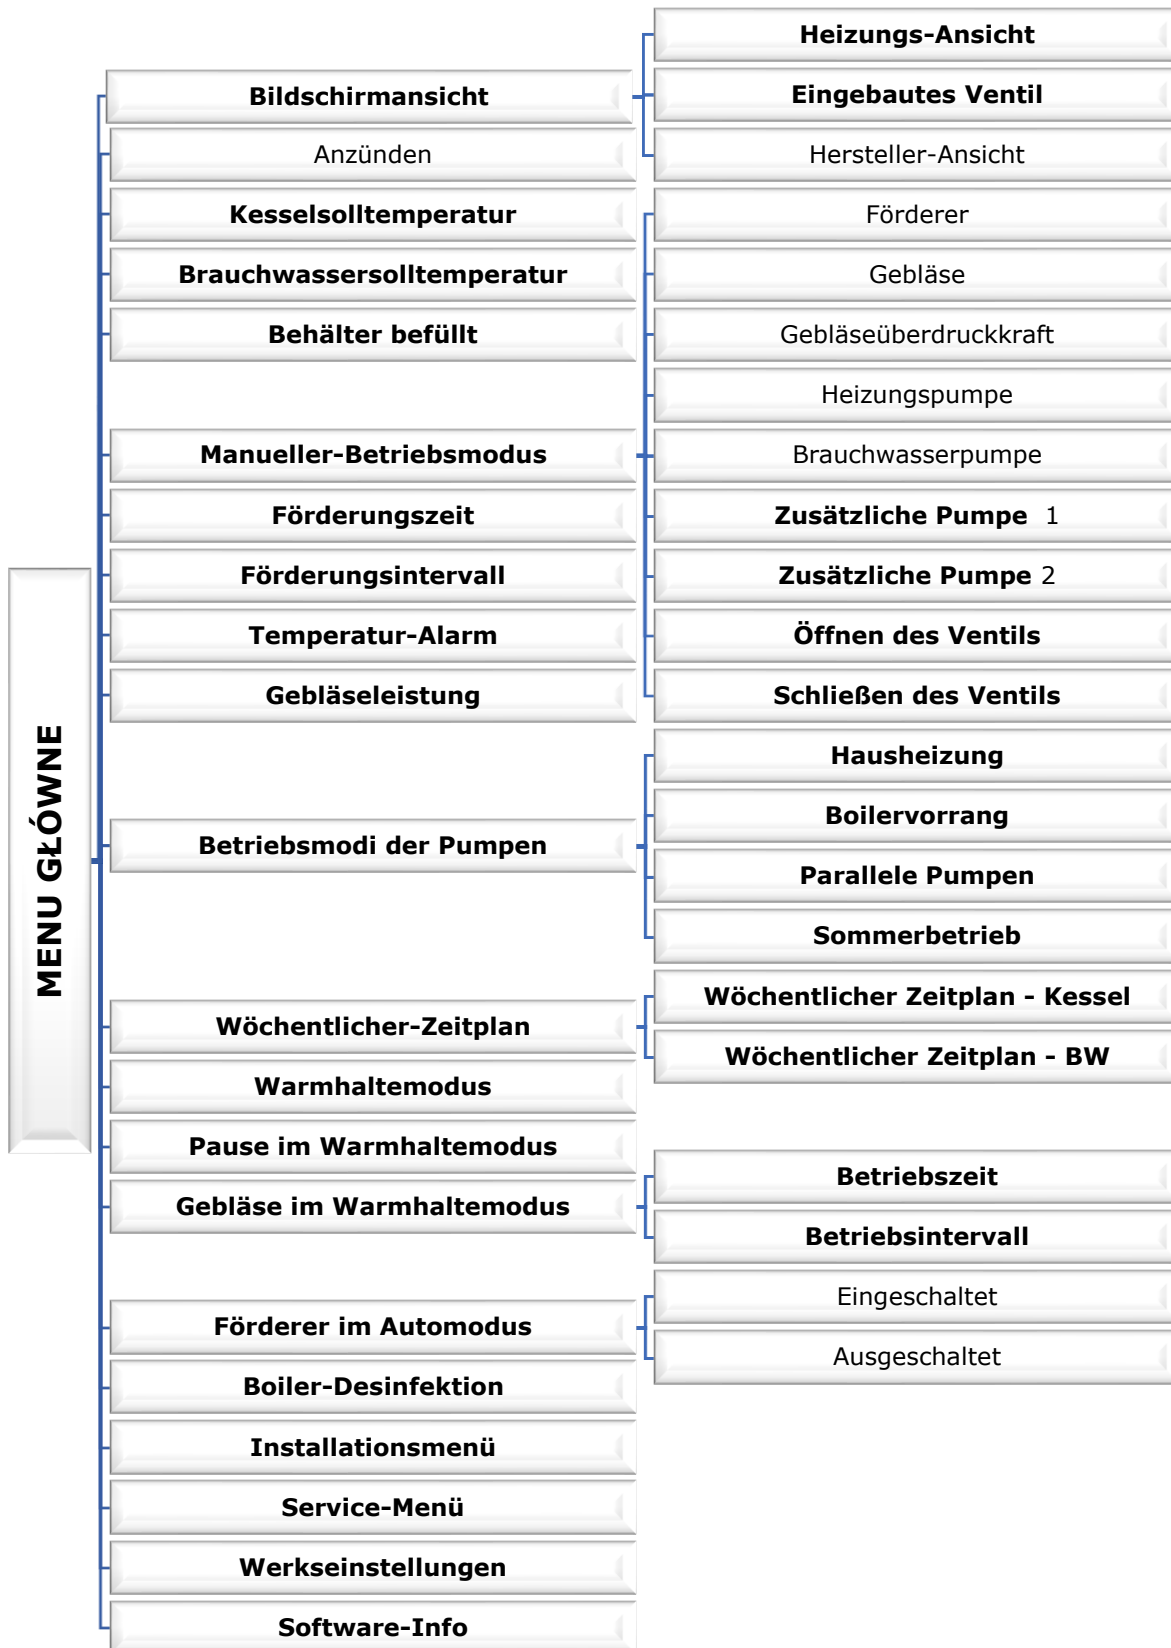 MENU GŁÓWNE
Bildschirmansicht
Heizungs-Ansicht
Eingebautes Ventil
Hersteller-Ansicht
Anzünden
Kesselsolltemperatur
Brauchwassersolltemperatur
Behälter befüllt
Manueller-Betriebsmodus
Förderer
Gebläse
Gebläseüberdruckkraft
Heizungspumpe
Brauchwasserpumpe
Zusätzliche Pumpe 1
Zusätzliche Pumpe 2
Öffnen des Ventils
Schließen des Ventils
Förderungszeit
Förderungsintervall
Temperatur-Alarm
Gebläseleistung
Betriebsmodi der Pumpen
Hausheizung
Boilervorrang
Parallele Pumpen
Sommerbetrieb
Wöchentlicher-Zeitplan
Wöchentlicher Zeitplan - Kessel
Wöchentlicher Zeitplan - BW
Warmhaltemodus
Pause im Warmhaltemodus
Gebläse im Warmhaltemodus
Betriebszeit
Betriebsintervall
Förderer im Automodus
Eingeschaltet
Ausgeschaltet
Boiler-Desinfektion
Installationsmenü
Service-Menü
Werkseinstellungen
Software-Info